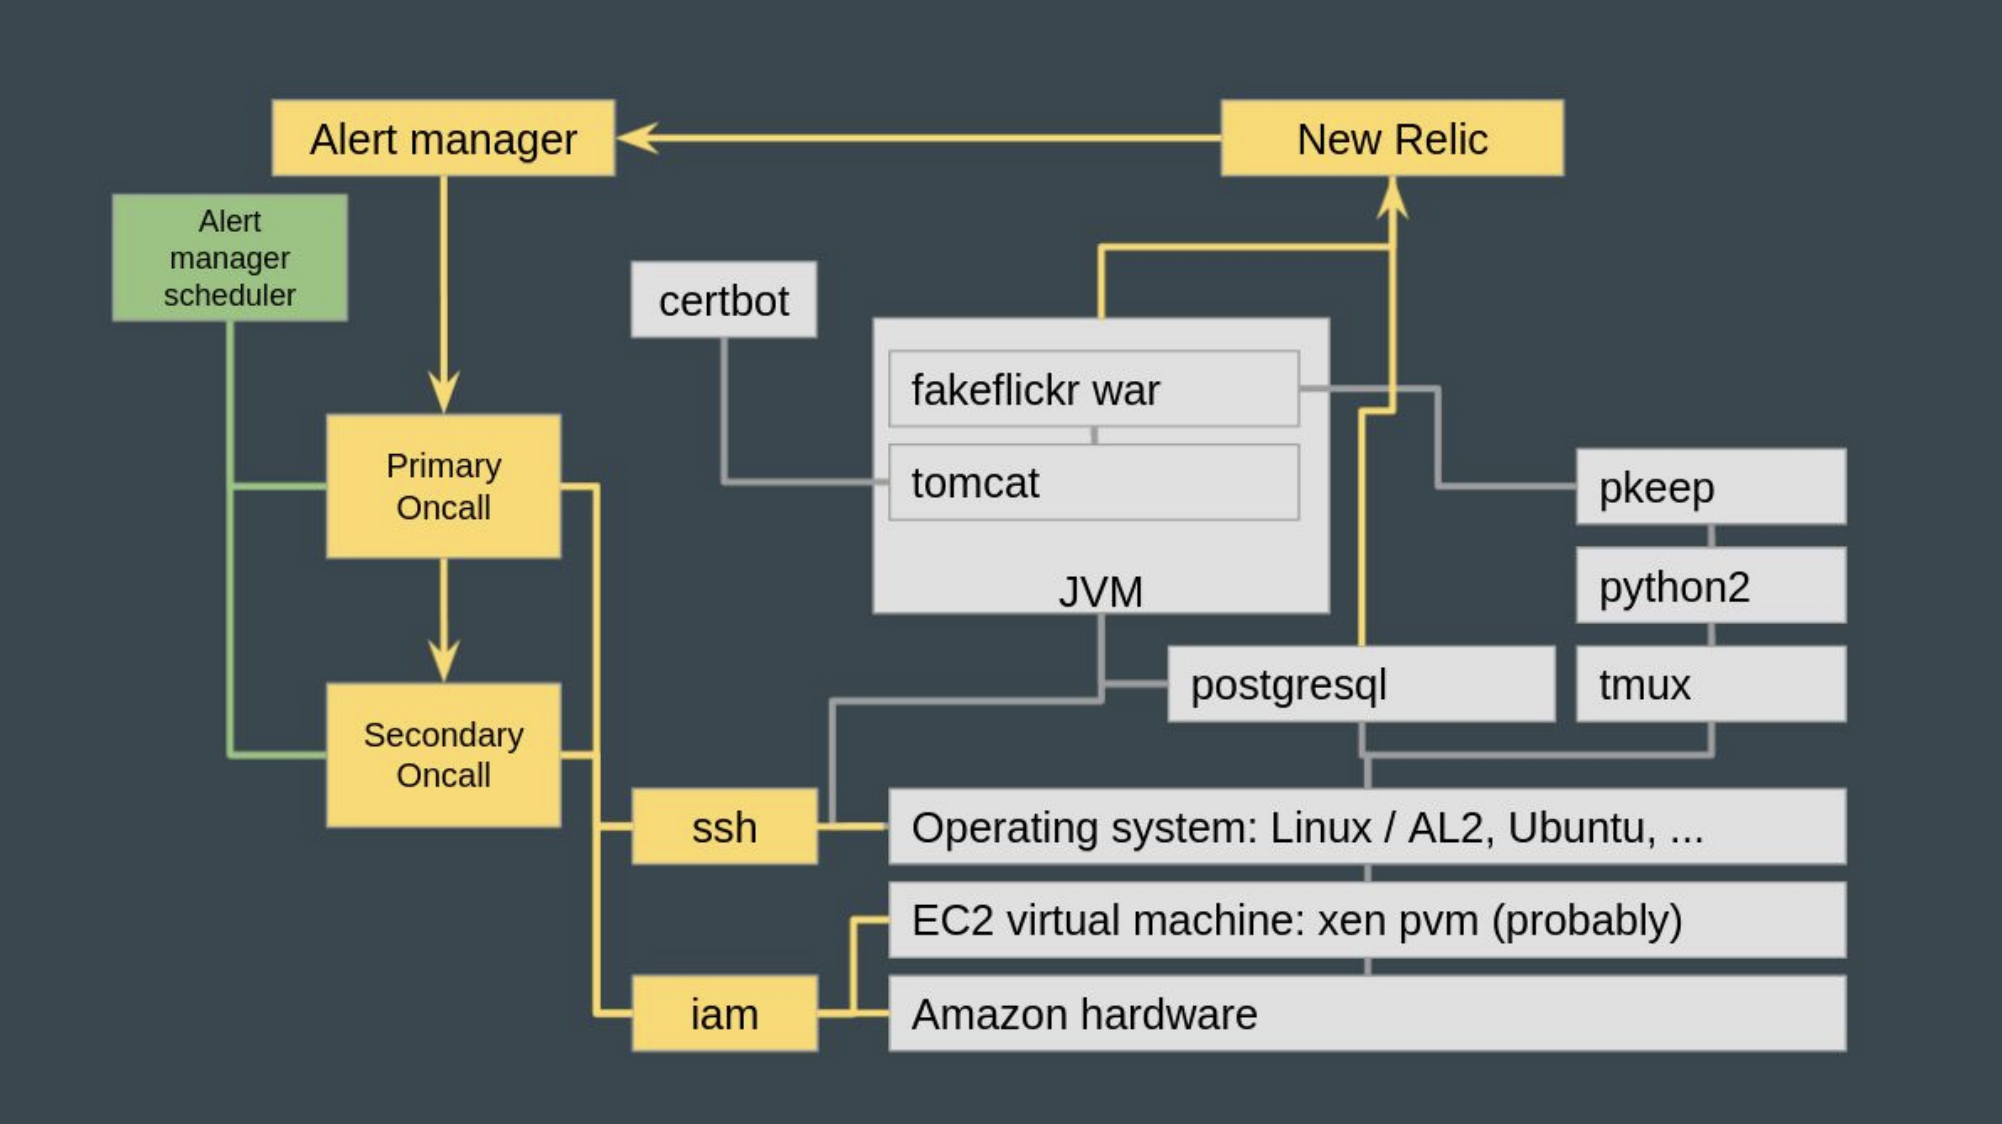 Alert manager
New Relic
Alert
manager
scheduler
certbot
fakeflickr war
tomcat
JVM
Primary
Oncall
pkeep
python2
postgresql
tmux
Secondary
Oncall
ssh
Operating system: Linux / AL2, Ubuntu, ...
EC2 virtual machine: xen pvm (probably)
iam
Amazon hardware